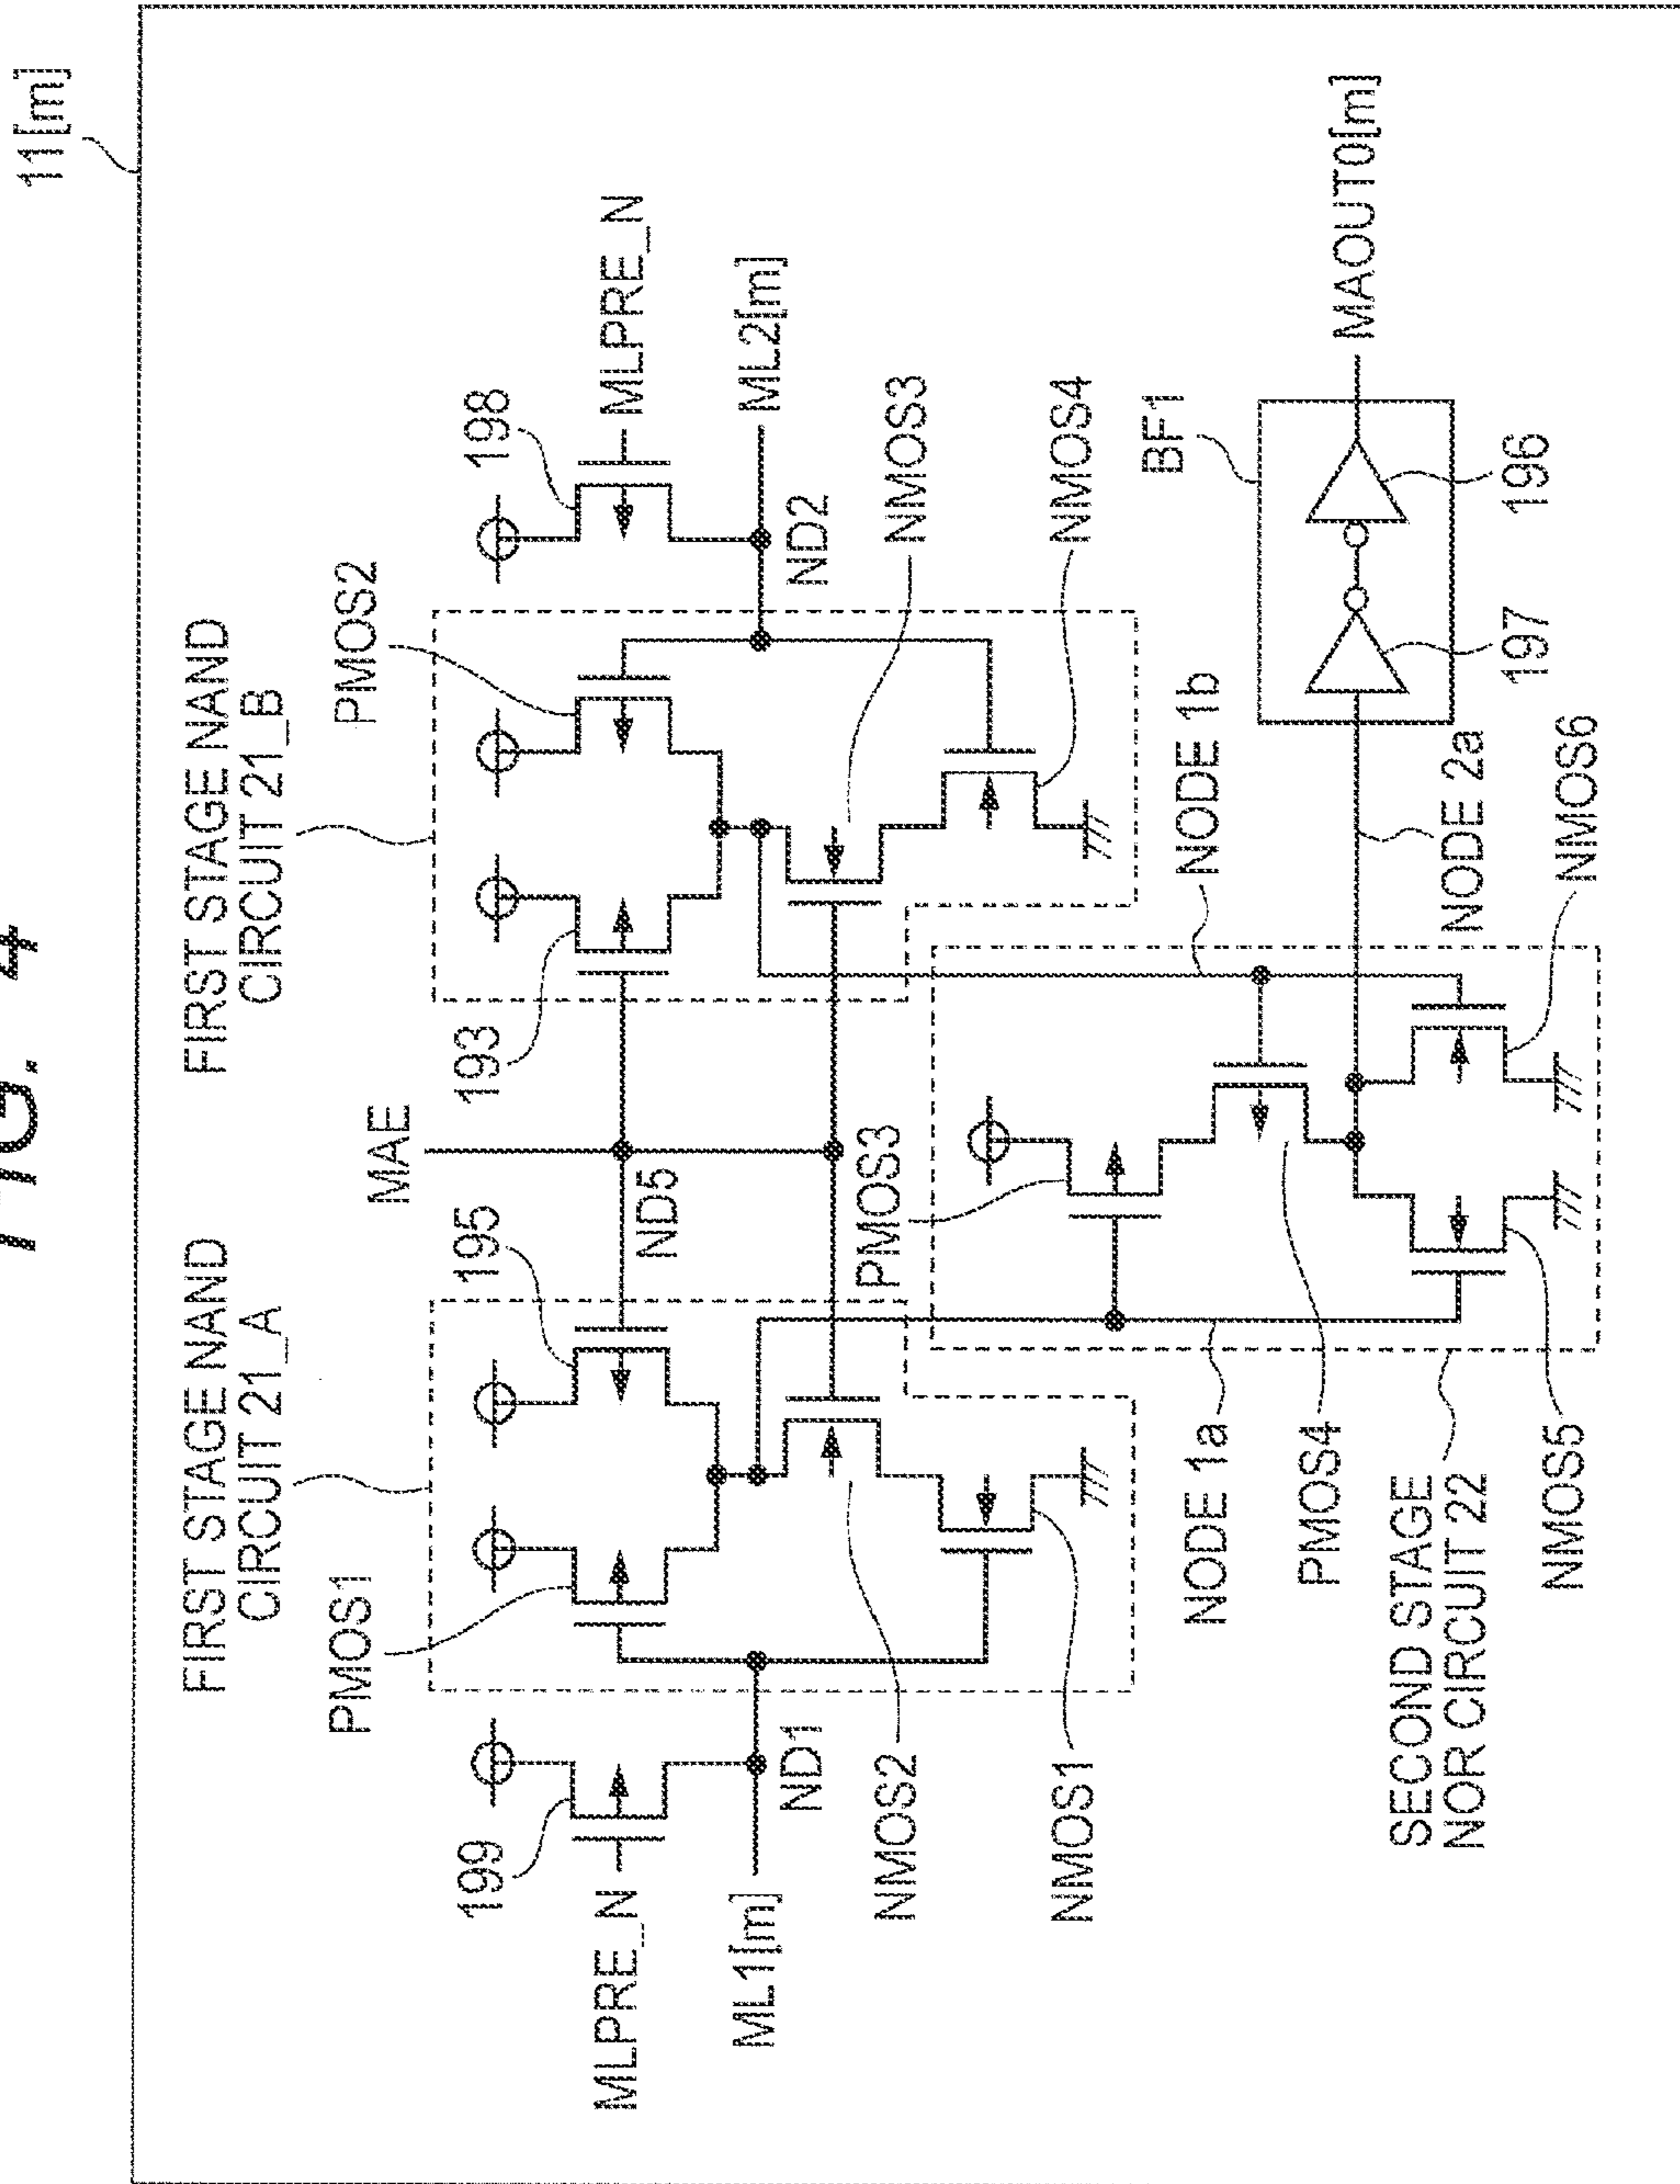 FIG. 4
11[m]
FIRST STAGE NAND
CIRCUIT 21_A
FIRST STAGE NAND
CIRCUIT 21_B
PMOS1
195
MAE
193
PMOS2
198
199
MLPRE_N
MLPRE_N
ND5
ML1[m]
ML2[m]
ND1
ND2
NMOS2
PMOS3
NMOS3
NMOS1
NMOS4
BF1
NODE 1a
NODE 1b
PMOS4
MAOUT0[m]
SECOND STAGE
NOR CIRCUIT 22
NODE 2a
197
196
NMOS5
NMOS6